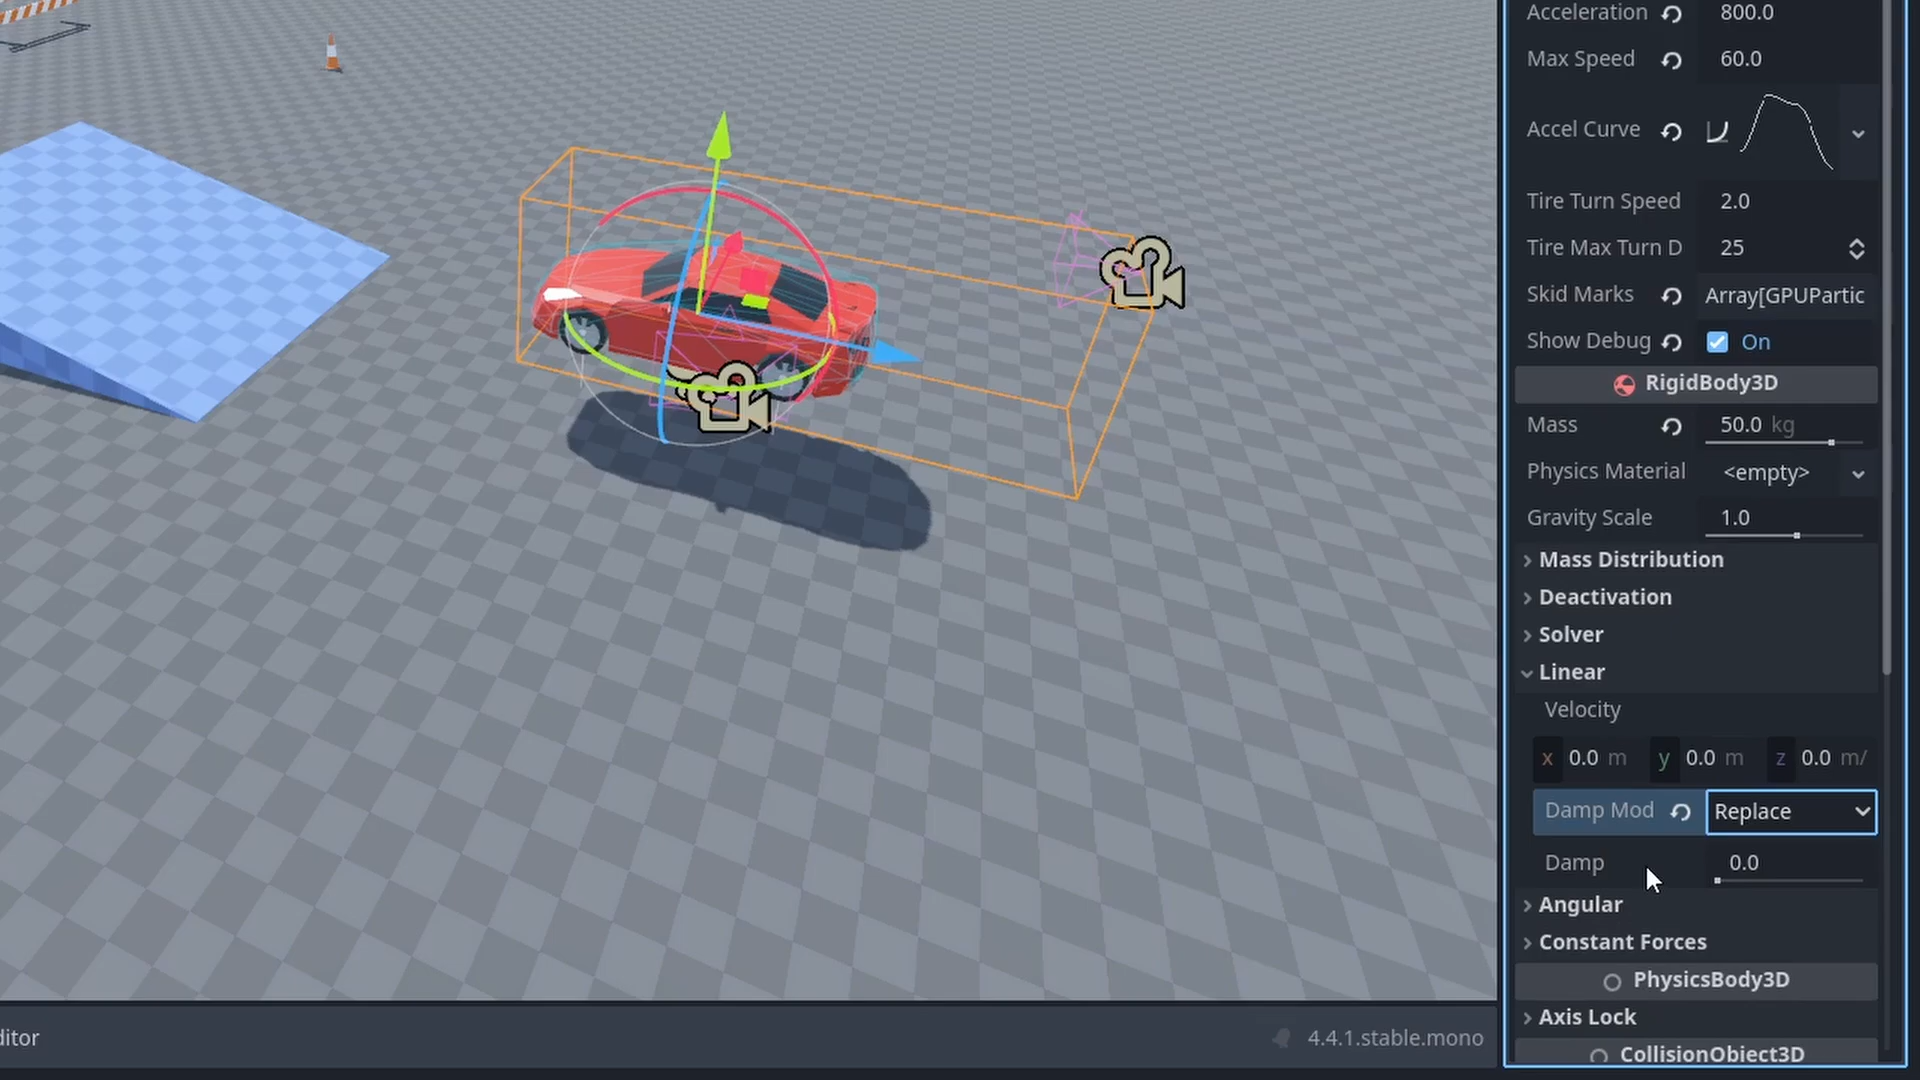 Acceleration 800.0
Max Speed 60.0
Accel Curve
Tire Turn Speed 2.0
Tire Max Turn D 25
Skid Marks Array[GPUPartic
Show Debug On
RigidBody3D
Mass 50.0 kg
Physics Material <empty>
Gravity Scale 1.0
Mass Distribution
Deactivation
Solver
Linear
Velocity
x 0.0 m y 0.0 m z 0.0 m/
Damp Mod Replace
Damp 0.0
Angular
Constant Forces
PhysicsBody3D
Axis Lock
CollisionObject3D
ditor 4.4.1.stable.mono